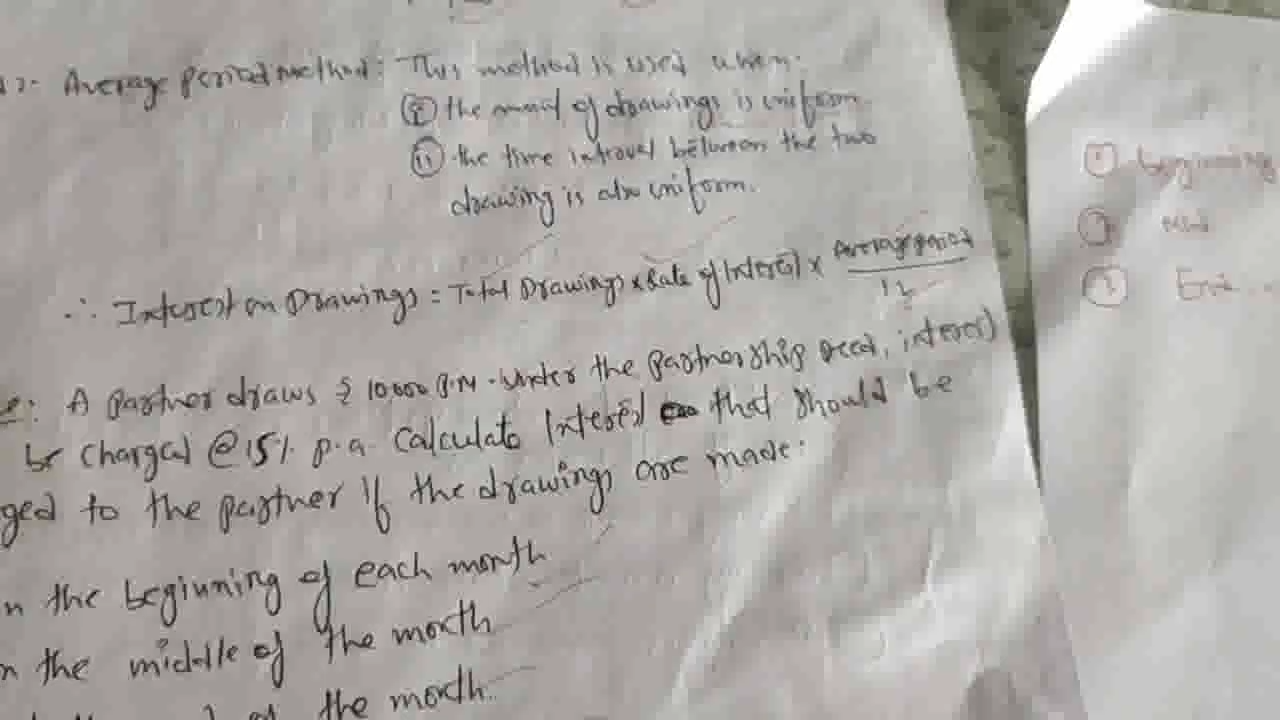 Average period method: This method is used when.
the amount of drawings is uniform.
(ii) the time intraval between the two
drawing is also uniform.
∴ Interest on Drawings = Total Drawings x Rate of Interest x Average period
12
A partner draws ₹ 10,000 P.M. Under the partnership deed, interest
be charged @15% p.a. Calculate Interest that should be
ged to the partner If the drawings are made:
n the beginning of each month
n the middle of the month
the month
beginning
End...